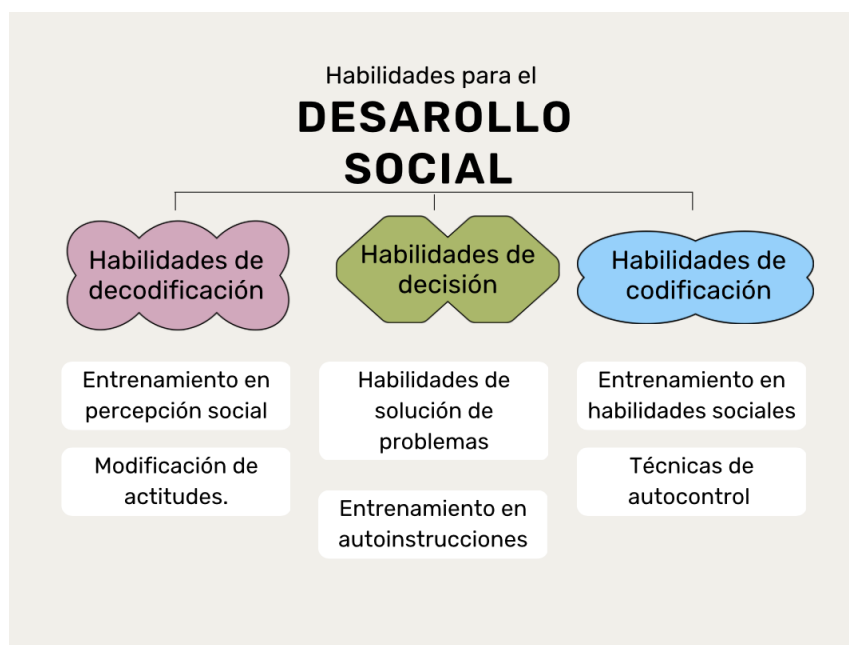 Habilidades para el
DESAROLLO
SOCIAL
Habilidades de
decodificación
Habilidades de
decisión
Habilidades de
codificación
Entrenamiento en
percepción social
Modificación de
actitudes.
Habilidades de
solución de
problemas
Entrenamiento en
autoinstrucciones
Entrenamiento en
habilidades sociales
Técnicas de
autocontrol